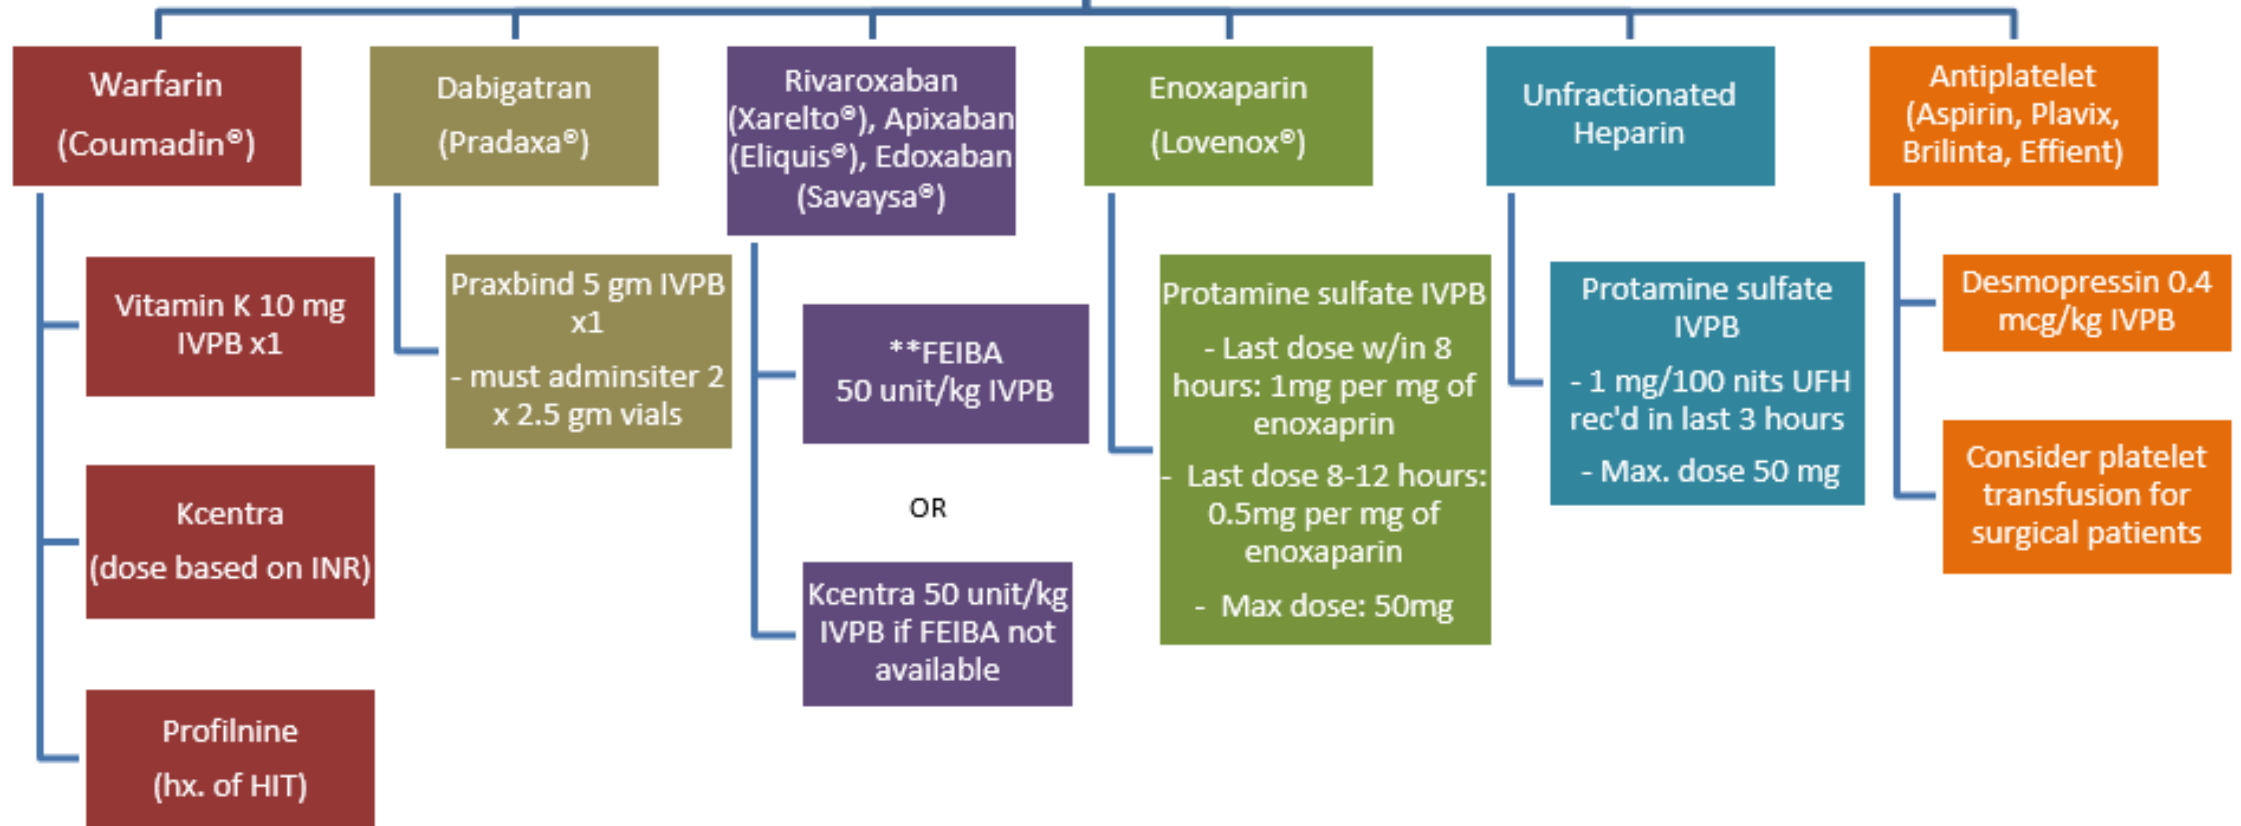 Warfarin
(Coumadin®)
Vitamin K 10 mg
IVPB x1
Kcentra
(dose based on INR)
Profilnine
(hx. of HIT)
Dabigatran
(Pradaxa®)
Praxbind 5 gm IVPB
x1
- must adminsiter 2
x 2.5 gm vials
Rivaroxaban
(Xarelto®), Apixaban
(Eliquis®), Edoxaban
(Savaysa®)
**FEIBA
50 unit/kg IVPB
OR
Kcentra 50 unit/kg
IVPB if FEIBA not
available
Enoxaparin
(Lovenox®)
Protamine sulfate IVPB
- Last dose w/in 8
hours: 1mg per mg of
enoxaprin
- Last dose 8-12 hours:
0.5mg per mg of
enoxaparin
- Max dose: 50mg
Unfractionated
Heparin
Protamine sulfate
IVPB
- 1 mg/100 nits UFH
rec'd in last 3 hours
- Max. dose 50 mg
Antiplatelet
(Aspirin, Plavix,
Brilinta, Effient)
Desmopressin 0.4
mcg/kg IVPB
Consider platelet
transfusion for
surgical patients